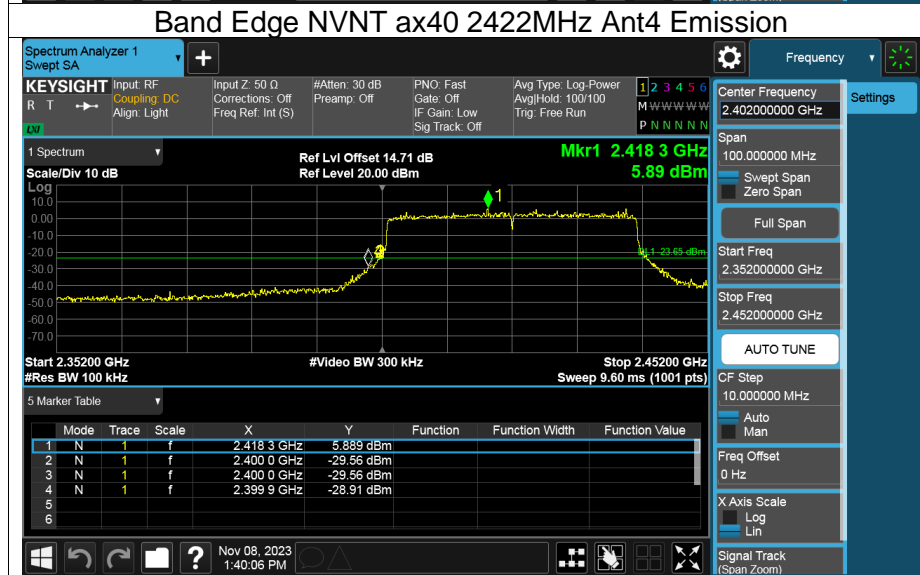 Band Edge NVNT ax40 2422MHz Ant4 Emission
Spectrum Analyzer 1
Swept SA
Frequency
KEYSIGHT
R T
LXI
Input: RF
Coupling: DC
Align: Light
Input Z: 50 Ω
Corrections: Off
Freq Ref: Int (S)
#Atten: 30 dB
Preamp: Off
PNO: Fast
Gate: Off
IF Gain: Low
Sig Track: Off
Avg Type: Log-Power
Avg|Hold: 100/100
Trig: Free Run
1 2 3 4 5 6
M W W W W W
P N N N N N
1 Spectrum
Scale/Div 10 dB
Ref Lvl Offset 14.71 dB
Ref Level 20.00 dBm
Mkr1 2.418 3 GHz
5.89 dBm
Log
10.0
0.00
-10.0
-20.0
-30.0
-40.0
-50.0
-60.0
-70.0
1
DL1 -23.65 dBm
Start 2.35200 GHz
#Res BW 100 kHz
#Video BW 300 kHz
Stop 2.45200 GHz
Sweep 9.60 ms (1001 pts)
5 Marker Table
Mode Trace Scale X Y Function Function Width Function Value
1 N 1 f 2.418 3 GHz 5.889 dBm
2 N 1 f 2.400 0 GHz -29.56 dBm
3 N 1 f 2.400 0 GHz -29.56 dBm
4 N 1 f 2.399 9 GHz -28.91 dBm
5
6
Nov 08, 2023
1:40:06 PM
Center Frequency
2.402000000 GHz
Settings
Span
100.000000 MHz
Swept Span
Zero Span
Full Span
Start Freq
2.352000000 GHz
Stop Freq
2.452000000 GHz
AUTO TUNE
CF Step
10.000000 MHz
Auto
Man
Freq Offset
0 Hz
X Axis Scale
Log
Lin
Signal Track
(Span Zoom)